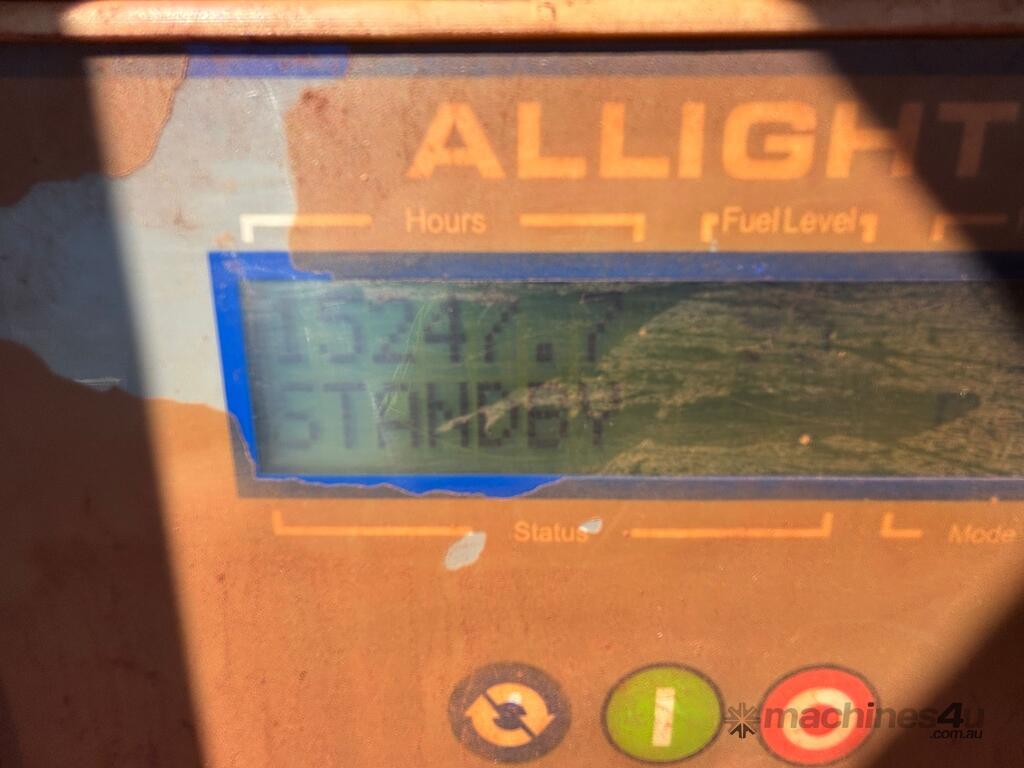 ALLIGHT
Hours Fuel Level
15247.7
STANDBY
Status Mode
machines4u
.com.au